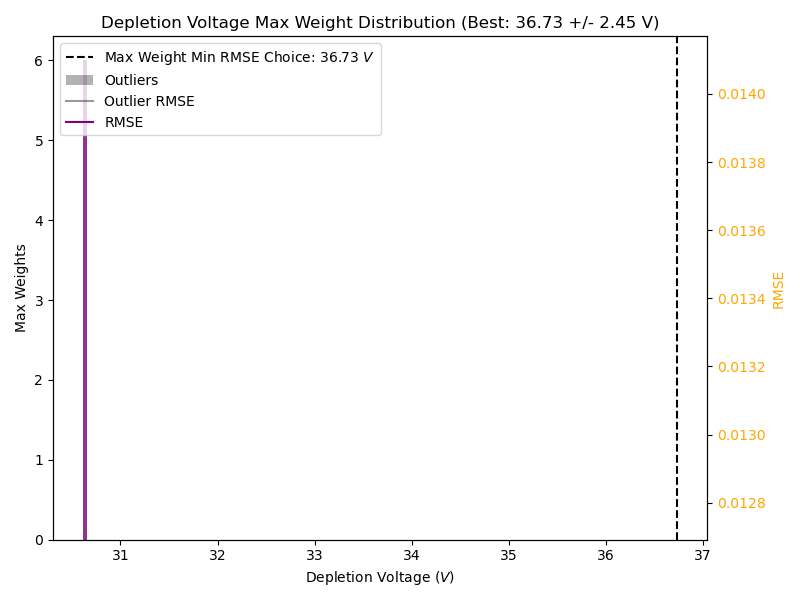 Depletion Voltage Max Weight Distribution (Best: 36.73 +/- 2.45 V)
Max Weight Min RMSE Choice: 36.73 V
Outliers
Outlier RMSE
RMSE
6
5
4
3
2
1
0
Max Weights
0.0140
0.0138
0.0136
0.0134
0.0132
0.0130
0.0128
RMSE
31
32
33
34
35
36
37
Depletion Voltage (V)